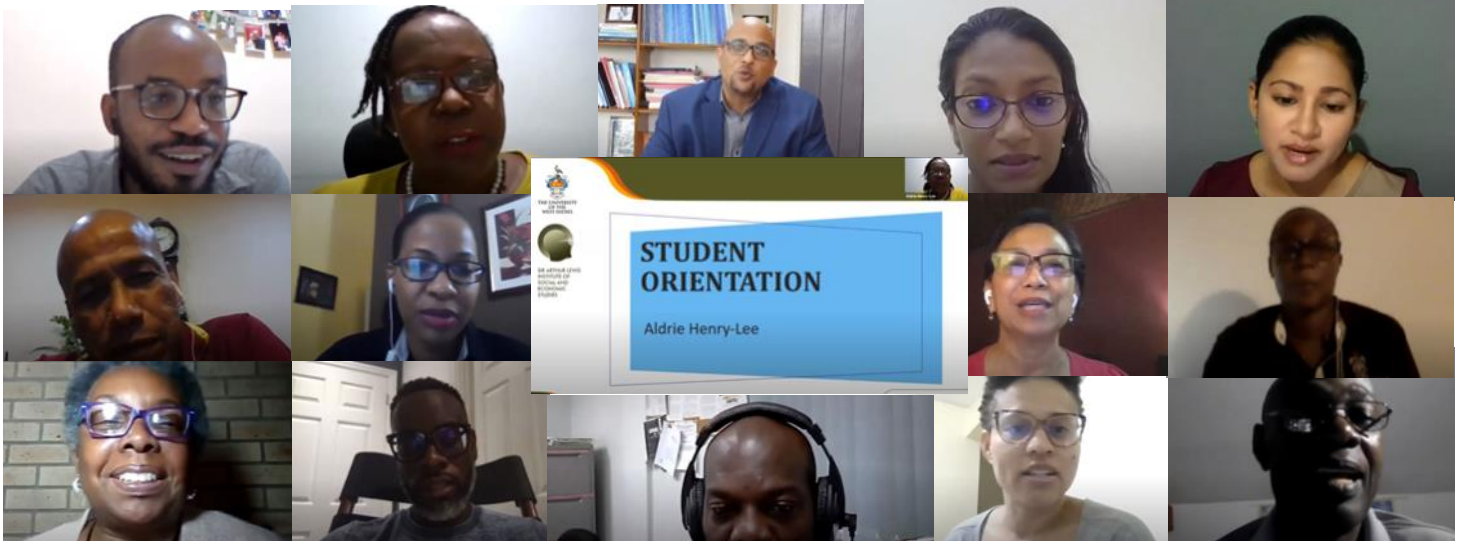 THE UNIVERSITY
OF THE
WEST INDIES
DR ARTHUR LEWIS
INSTITUTE OF
SOCIAL AND
ECONOMIC
STUDIES
STUDENT
ORIENTATION
Aldrie Henry-Lee